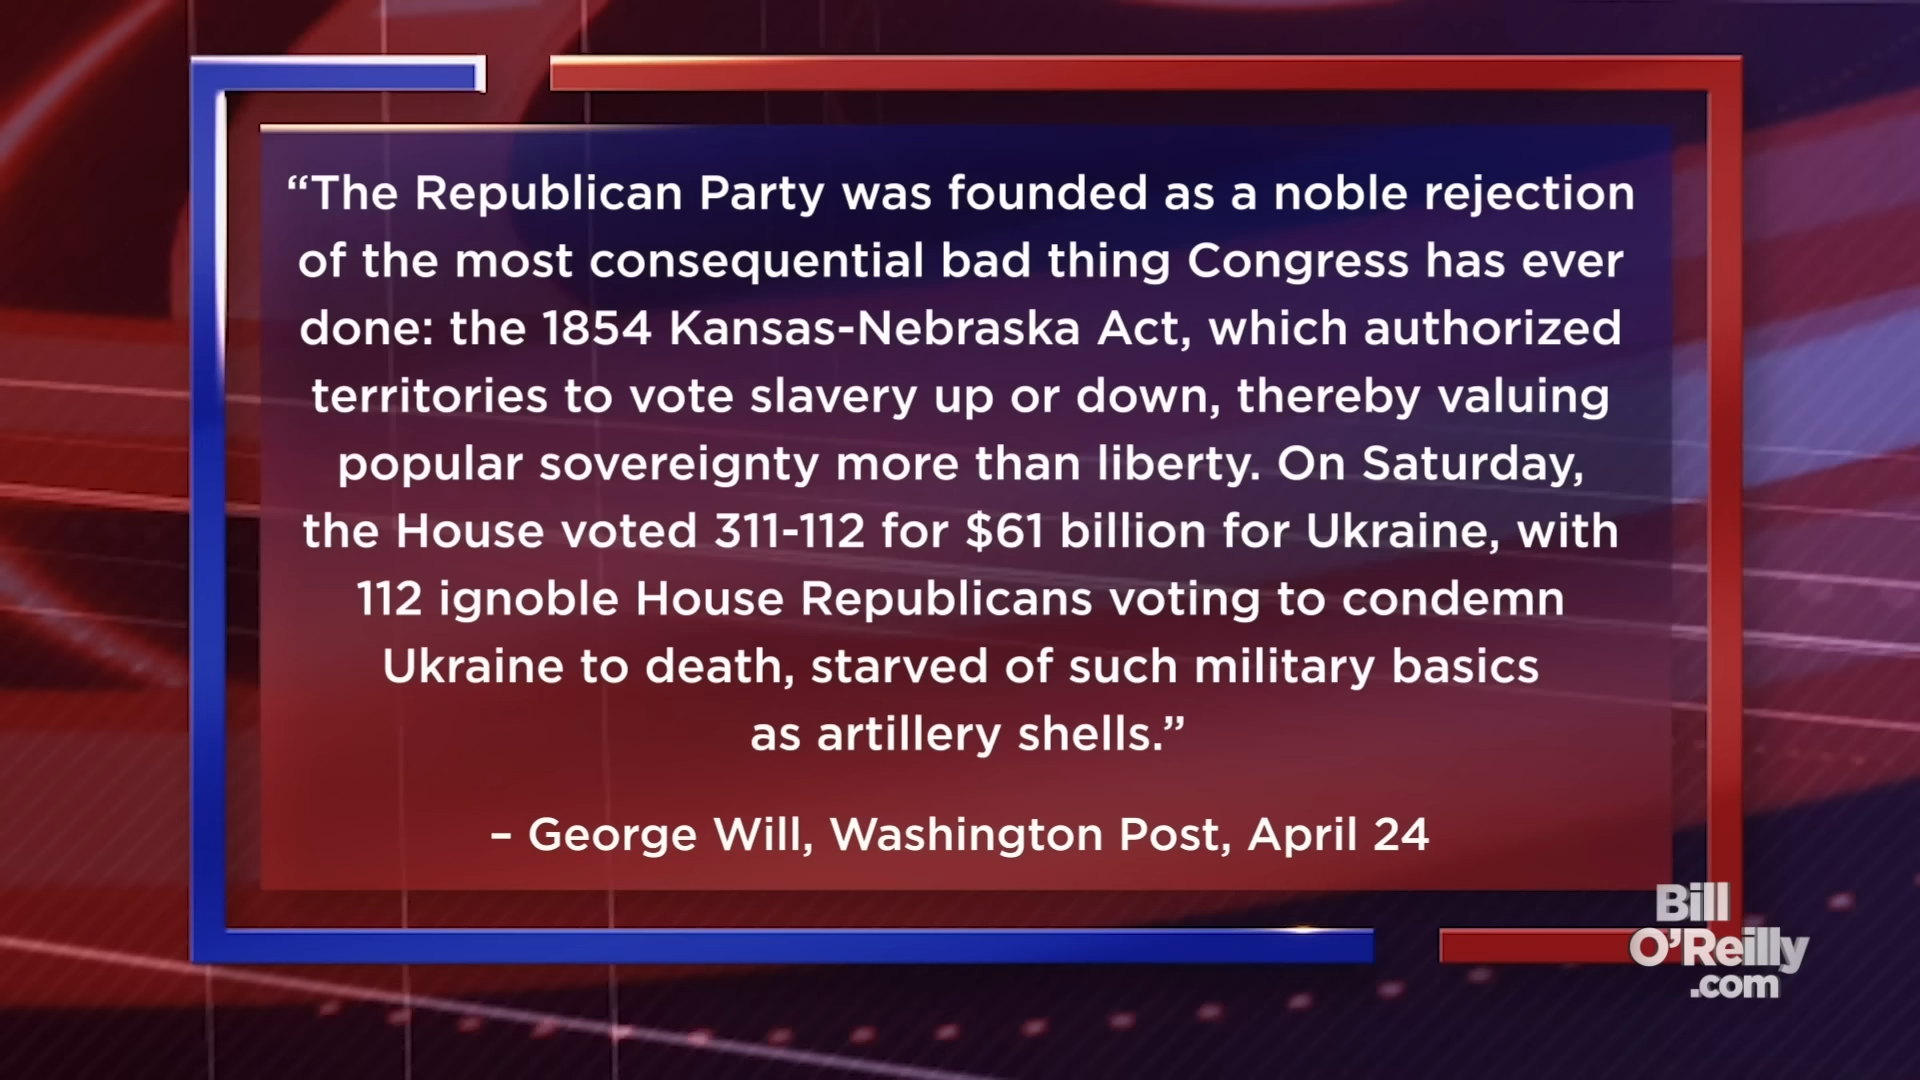 “The Republican Party was founded as a noble rejection
of the most consequential bad thing Congress has ever
done: the 1854 Kansas-Nebraska Act, which authorized
territories to vote slavery up or down, thereby valuing
popular sovereignty more than liberty. On Saturday,
the House voted 311-112 for $61 billion for Ukraine, with
112 ignoble House Republicans voting to condemn
Ukraine to death, starved of such military basics
as artillery shells.”
– George Will, Washington Post, April 24
Bill
O’Reilly
.com